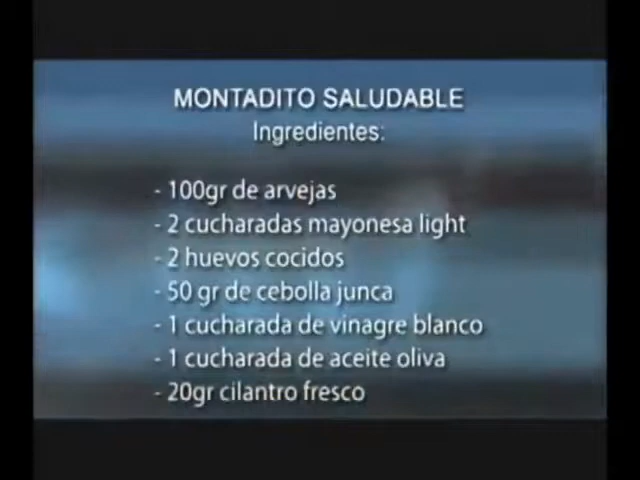 MONTADITO SALUDABLE
Ingredientes:
- 100gr de arvejas
- 2 cucharadas mayonesa light
- 2 huevos cocidos
- 50 gr de cebolla junca
- 1 cucharada de vinagre blanco
- 1 cucharada de aceite oliva
- 20gr cilantro fresco